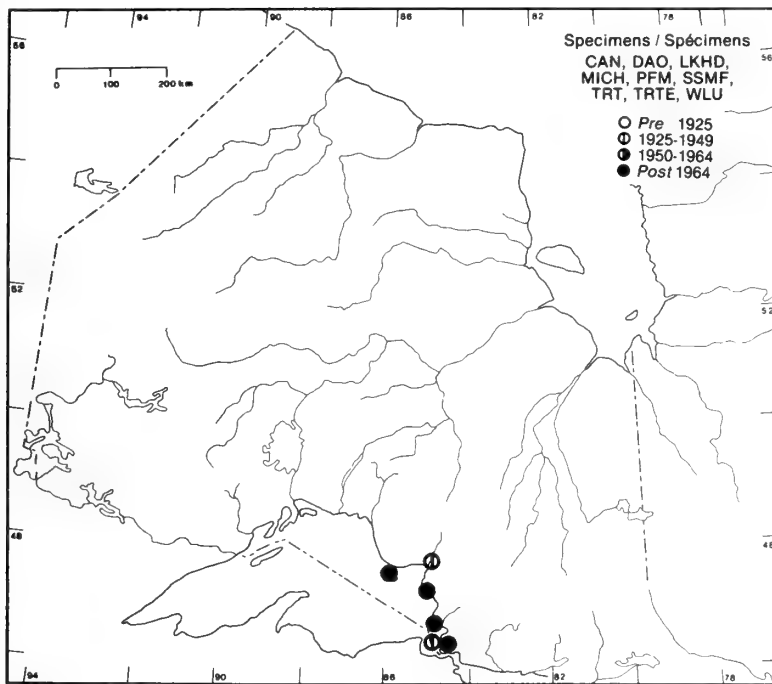 94
90
86
82
78
56
56
Specimens / Spécimens
CAN, DAO, LKHD,
MICH, PFM, SSMF,
TRT, TRTE, WLU
0 100 200 km
Pre 1925
1925-1949
1950-1964
Post 1964
52
52
48
48
94
90
86
82
78